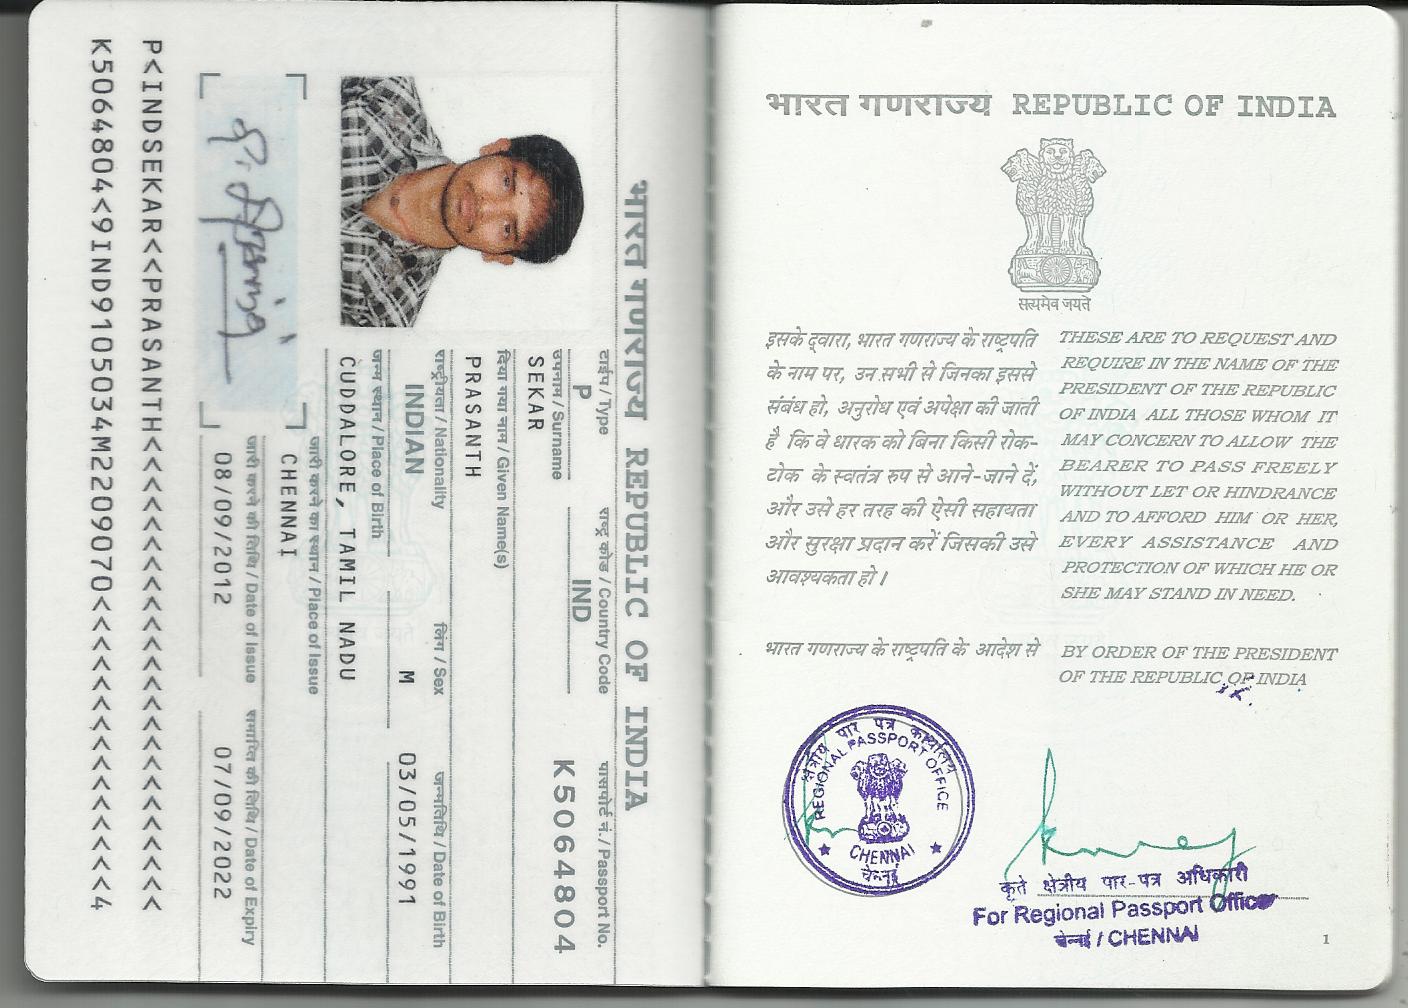 भारत गणराज्य REPUBLIC OF INDIA
सत्यमेव जयते
इसके द्वारा, भारत गणराज्य के राष्ट्रपति
के नाम पर, उन सभी से जिनका इससे
संबंध हो, अनुरोध एवं अपेक्षा की जाती
है कि वे धारक को बिना किसी रोक-
टोक के स्वतंत्र रुप से आने-जाने दें,
और उसे हर तरह की ऐसी सहायता
और सुरक्षा प्रदान करें जिसकी उसे
आवश्यकता हो।
THESE ARE TO REQUEST AND
REQUIRE IN THE NAME OF THE
PRESIDENT OF THE REPUBLIC
OF INDIA ALL THOSE WHOM IT
MAY CONCERN TO ALLOW THE
BEARER TO PASS FREELY
WITHOUT LET OR HINDRANCE
AND TO AFFORD HIM OR HER,
EVERY ASSISTANCE AND
PROTECTION OF WHICH HE OR
SHE MAY STAND IN NEED.
भारत गणराज्य के राष्ट्रपति के आदेश से
BY ORDER OF THE PRESIDENT
OF THE REPUBLIC OF INDIA
क्षेत्रीय पार पत्र कार्यालय
REGIONAL PASSPORT OFFICE
CHENNAI
चेन्नई
कृते क्षेत्रीय पार-पत्र अधिकारी
For Regional Passport Officer
चेन्नई / CHENNAI
1
भारत गणराज्य REPUBLIC OF INDIA
टाईप / Type राष्ट्र कोड / Country Code पासपोर्ट नं. / Passport No.
P IND K5064804
उपनाम / Surname
SEKAR
दिया गया नाम / Given Name(s)
PRASANTH
राष्ट्रीयता / Nationality लिंग / Sex जन्मतिथि / Date of Birth
INDIAN M 03/05/1991
जन्म स्थान / Place of Birth
CUDDALORE, TAMIL NADU
जारी करने का स्थान / Place of Issue
CHENNAI
जारी करने की तिथि / Date of Issue समाप्ति की तिथि / Date of Expiry
08/09/2012 07/09/2022
P<INDSEKAR<<PRASANTH<<<<<<<<<<<<<<<<<<<<<<<<
K5064804<9IND9105034M2209070<<<<<<<<<<<<<<<4